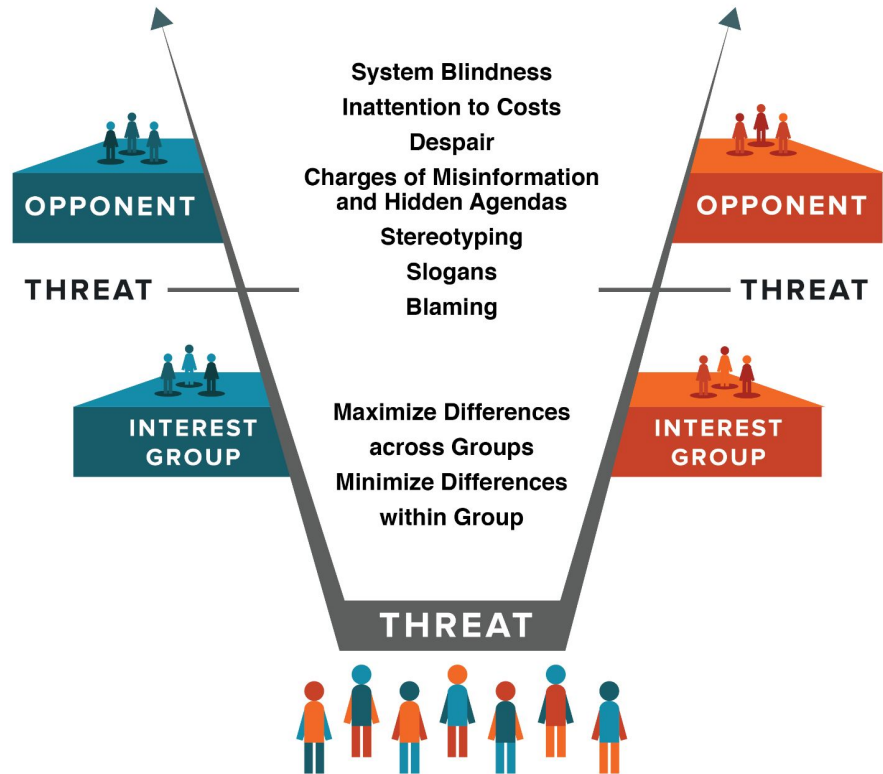 System Blindness
Inattention to Costs
Despair
Charges of Misinformation
and Hidden Agendas
Stereotyping
Slogans
Blaming
OPPONENT
OPPONENT
THREAT
THREAT
INTEREST
GROUP
Maximize Differences
across Groups
Minimize Differences
within Group
INTEREST
GROUP
THREAT